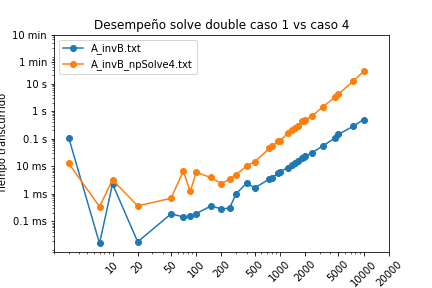 Desempeño solve double caso 1 vs caso 4
A_invB.txt
A_invB_npSolve4.txt
Tiempo transcurrido
10 min
1 min
10 s
1 s
0.1 s
10 ms
1 ms
0.1 ms
10
20
50
100
200
500
1000
2000
5000
10000
20000